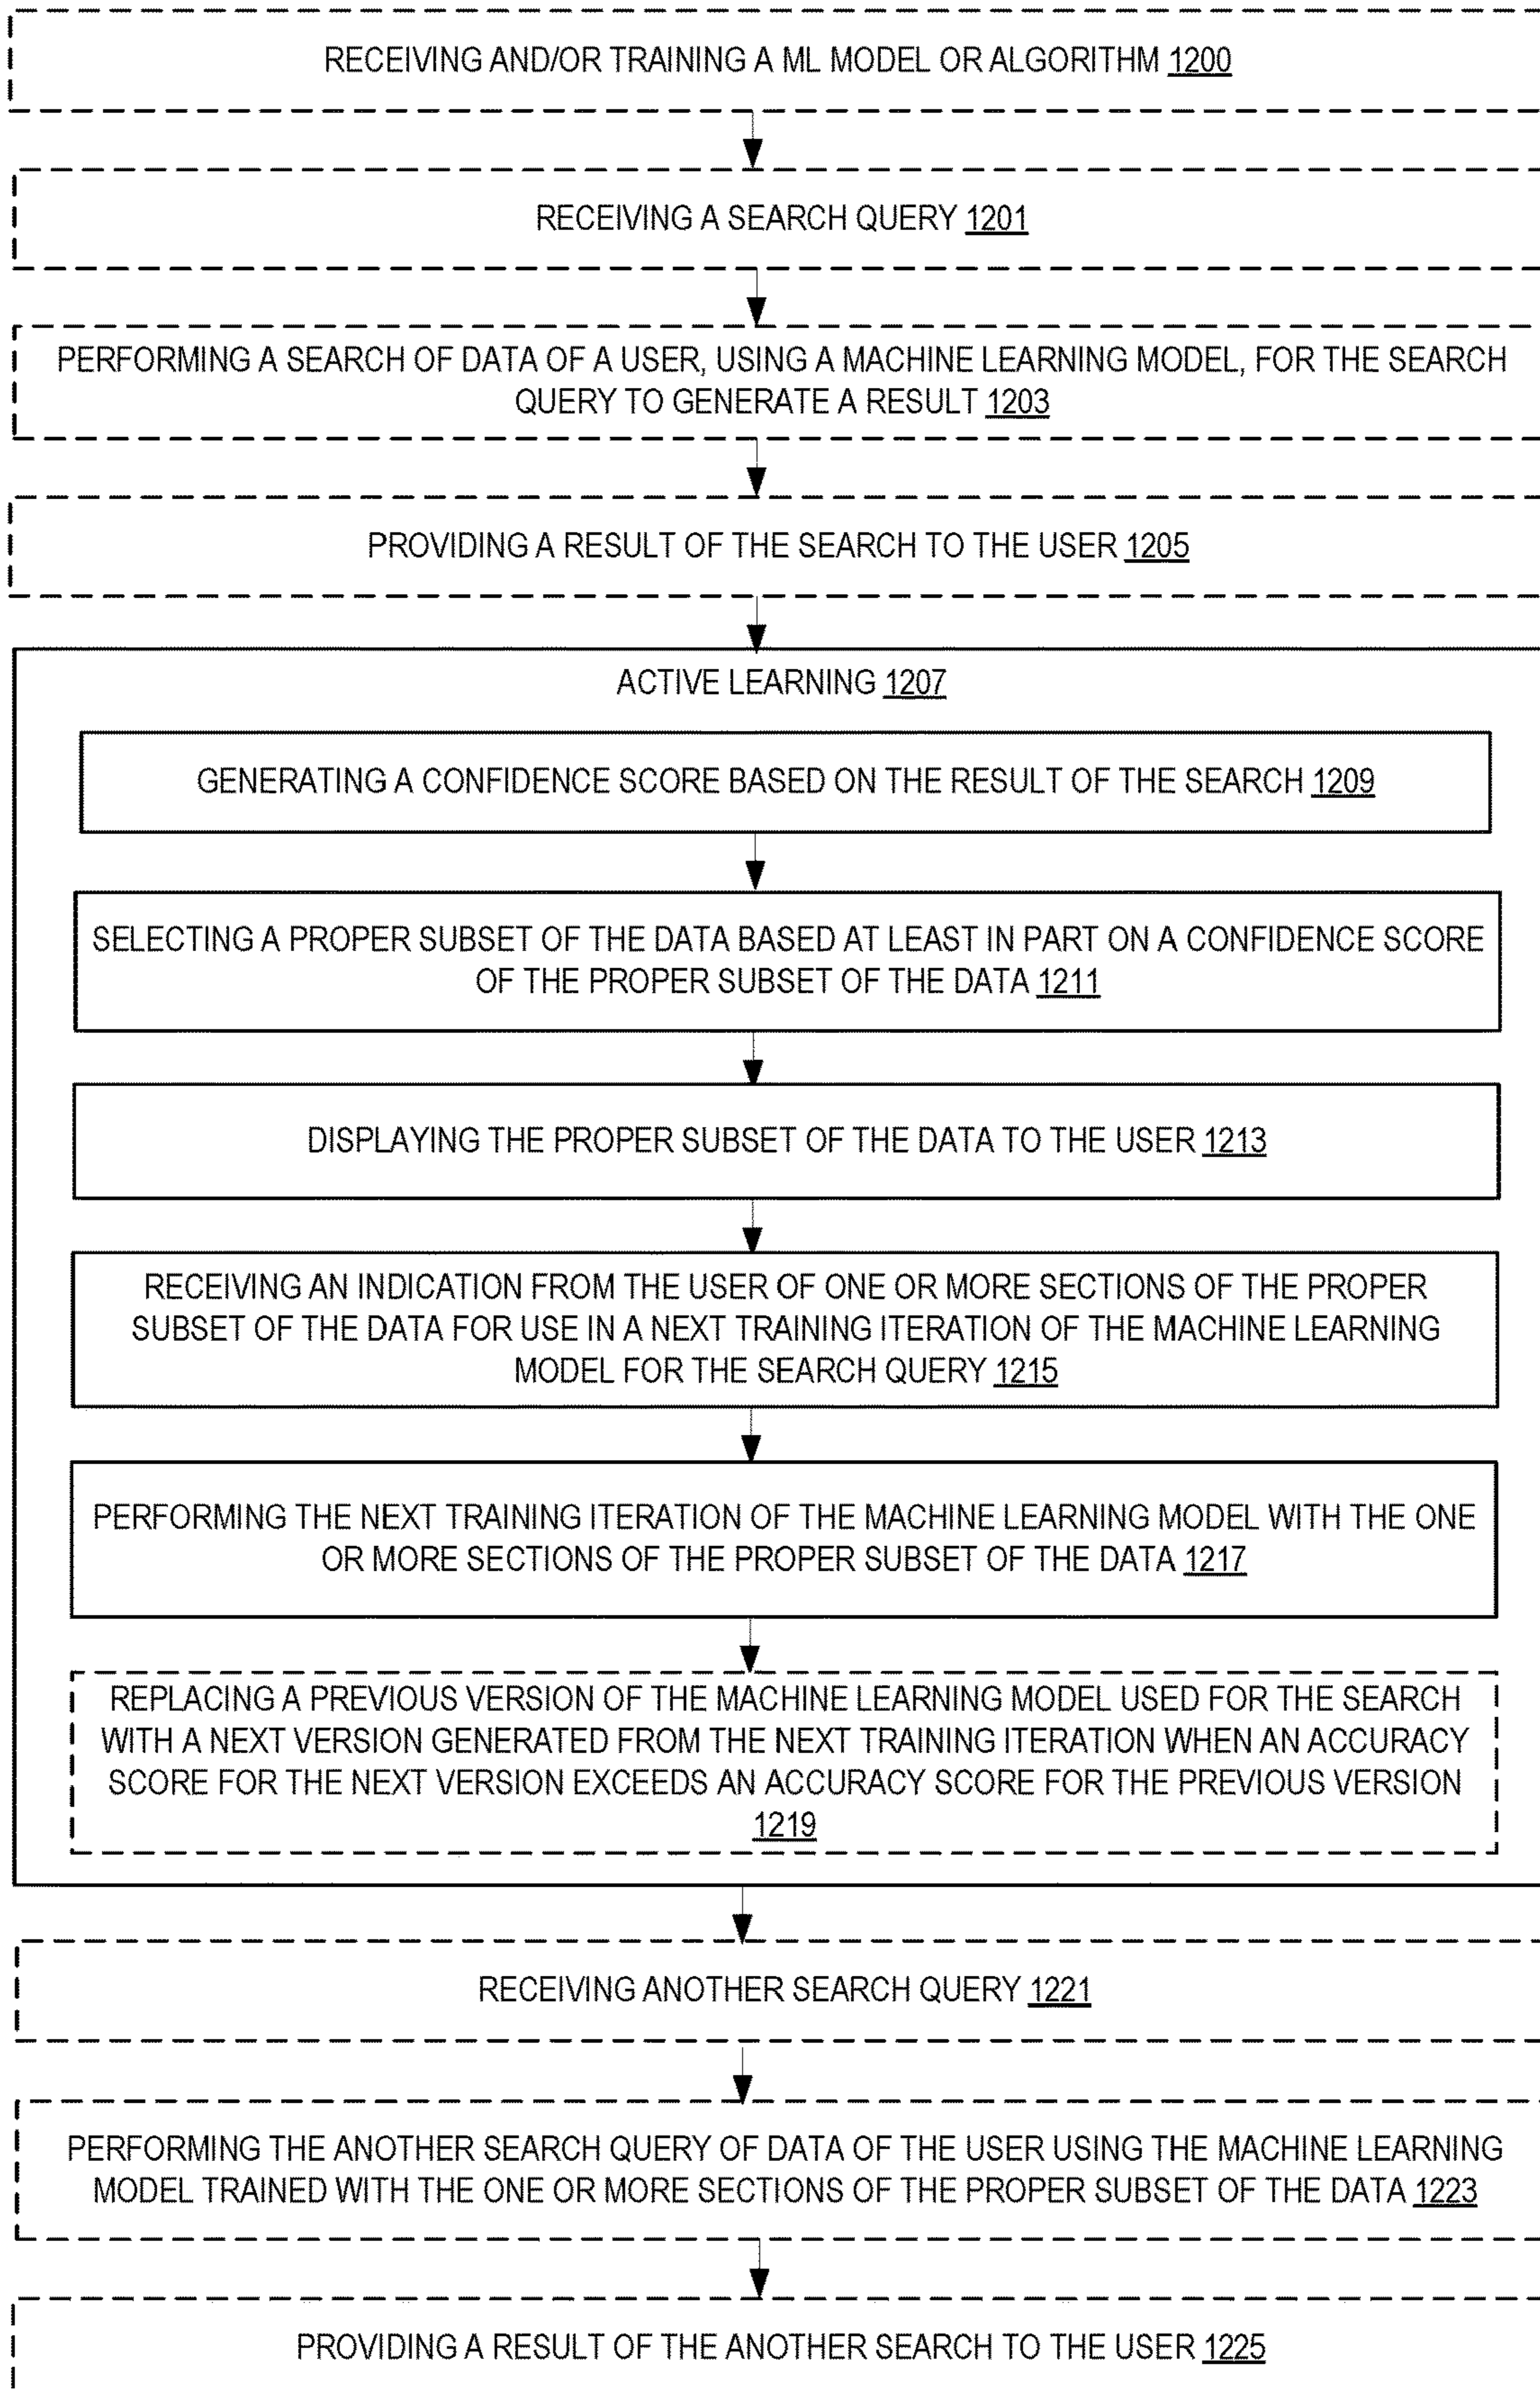 RECEIVING AND/OR TRAINING A ML MODEL OR ALGORITHM 1200
RECEIVING A SEARCH QUERY 1201
PERFORMING A SEARCH OF DATA OF A USER, USING A MACHINE LEARNING MODEL, FOR THE SEARCH
QUERY TO GENERATE A RESULT 1203
PROVIDING A RESULT OF THE SEARCH TO THE USER 1205
ACTIVE LEARNING 1207
GENERATING A CONFIDENCE SCORE BASED ON THE RESULT OF THE SEARCH 1209
SELECTING A PROPER SUBSET OF THE DATA BASED AT LEAST IN PART ON A CONFIDENCE SCORE
OF THE PROPER SUBSET OF THE DATA 1211
DISPLAYING THE PROPER SUBSET OF THE DATA TO THE USER 1213
RECEIVING AN INDICATION FROM THE USER OF ONE OR MORE SECTIONS OF THE PROPER
SUBSET OF THE DATA FOR USE IN A NEXT TRAINING ITERATION OF THE MACHINE LEARNING
MODEL FOR THE SEARCH QUERY 1215
PERFORMING THE NEXT TRAINING ITERATION OF THE MACHINE LEARNING MODEL WITH THE ONE
OR MORE SECTIONS OF THE PROPER SUBSET OF THE DATA 1217
REPLACING A PREVIOUS VERSION OF THE MACHINE LEARNING MODEL USED FOR THE SEARCH
WITH A NEXT VERSION GENERATED FROM THE NEXT TRAINING ITERATION WHEN AN ACCURACY
SCORE FOR THE NEXT VERSION EXCEEDS AN ACCURACY SCORE FOR THE PREVIOUS VERSION
1219
RECEIVING ANOTHER SEARCH QUERY 1221
PERFORMING THE ANOTHER SEARCH QUERY OF DATA OF THE USER USING THE MACHINE LEARNING
MODEL TRAINED WITH THE ONE OR MORE SECTIONS OF THE PROPER SUBSET OF THE DATA 1223
PROVIDING A RESULT OF THE ANOTHER SEARCH TO THE USER 1225